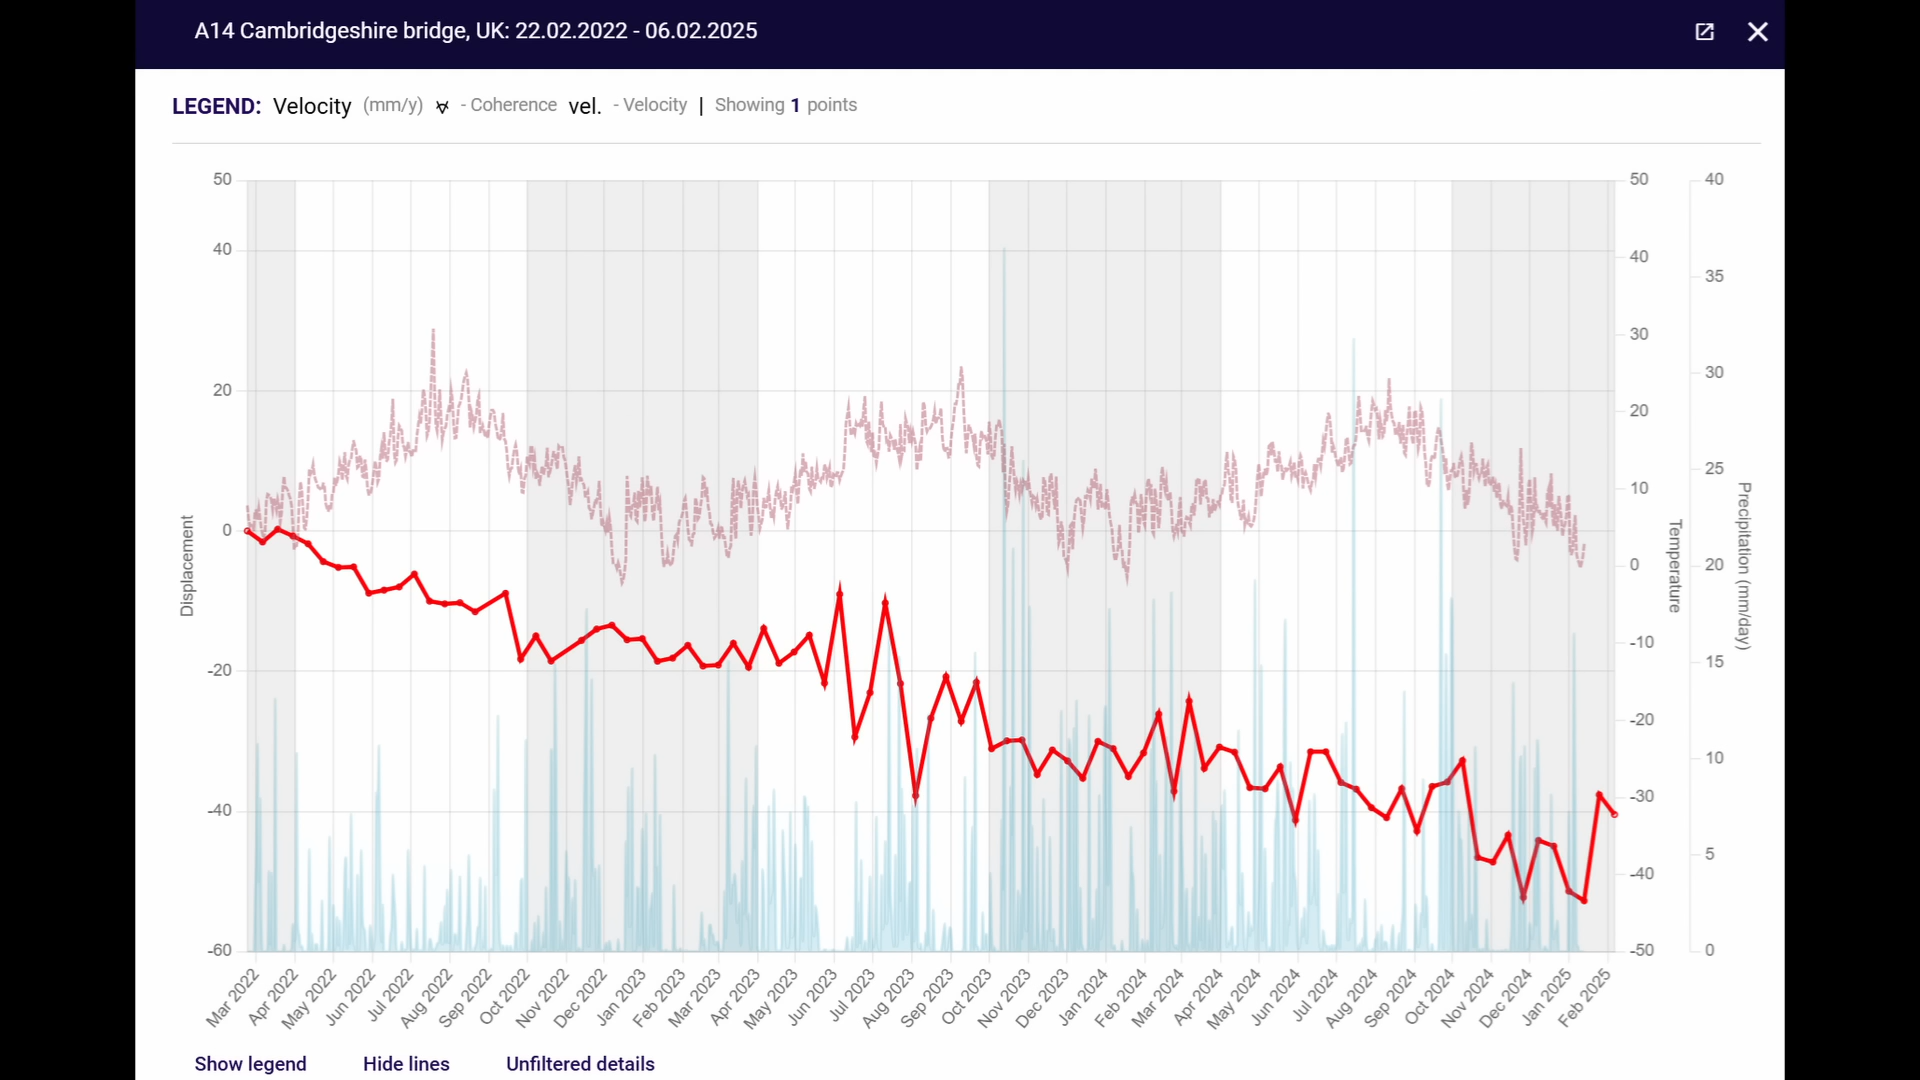 A14 Cambridgeshire bridge, UK: 22.02.2022 - 06.02.2025
LEGEND: Velocity (mm/y) - Coherence vel. - Velocity | Showing 1 points
50
40
20
0
-20
-40
-60
Displacement
50
40
30
20
10
0
-10
-20
-30
-40
-50
Temperature
40
35
30
25
20
15
10
5
0
Precipitation (mm/day)
Mar 2022
Apr 2022
May 2022
Jun 2022
Jul 2022
Aug 2022
Sep 2022
Oct 2022
Nov 2022
Dec 2022
Jan 2023
Feb 2023
Mar 2023
Apr 2023
May 2023
Jun 2023
Jul 2023
Aug 2023
Sep 2023
Oct 2023
Nov 2023
Dec 2023
Jan 2024
Feb 2024
Mar 2024
Apr 2024
May 2024
Jun 2024
Jul 2024
Aug 2024
Sep 2024
Oct 2024
Nov 2024
Dec 2024
Jan 2025
Feb 2025
Show legend
Hide lines
Unfiltered details